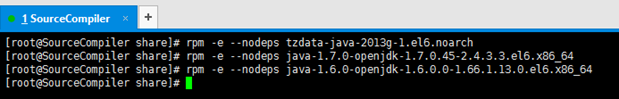 1 SourceCompiler × +
[root@SourceCompiler share]# rpm -e --nodeps tzdata-java-2013g-1.el6.noarch
[root@SourceCompiler share]# rpm -e --nodeps java-1.7.0-openjdk-1.7.0.45-2.4.3.3.el6.x86_64
[root@SourceCompiler share]# rpm -e --nodeps java-1.6.0-openjdk-1.6.0.0-1.66.1.13.0.el6.x86_64
[root@SourceCompiler share]#